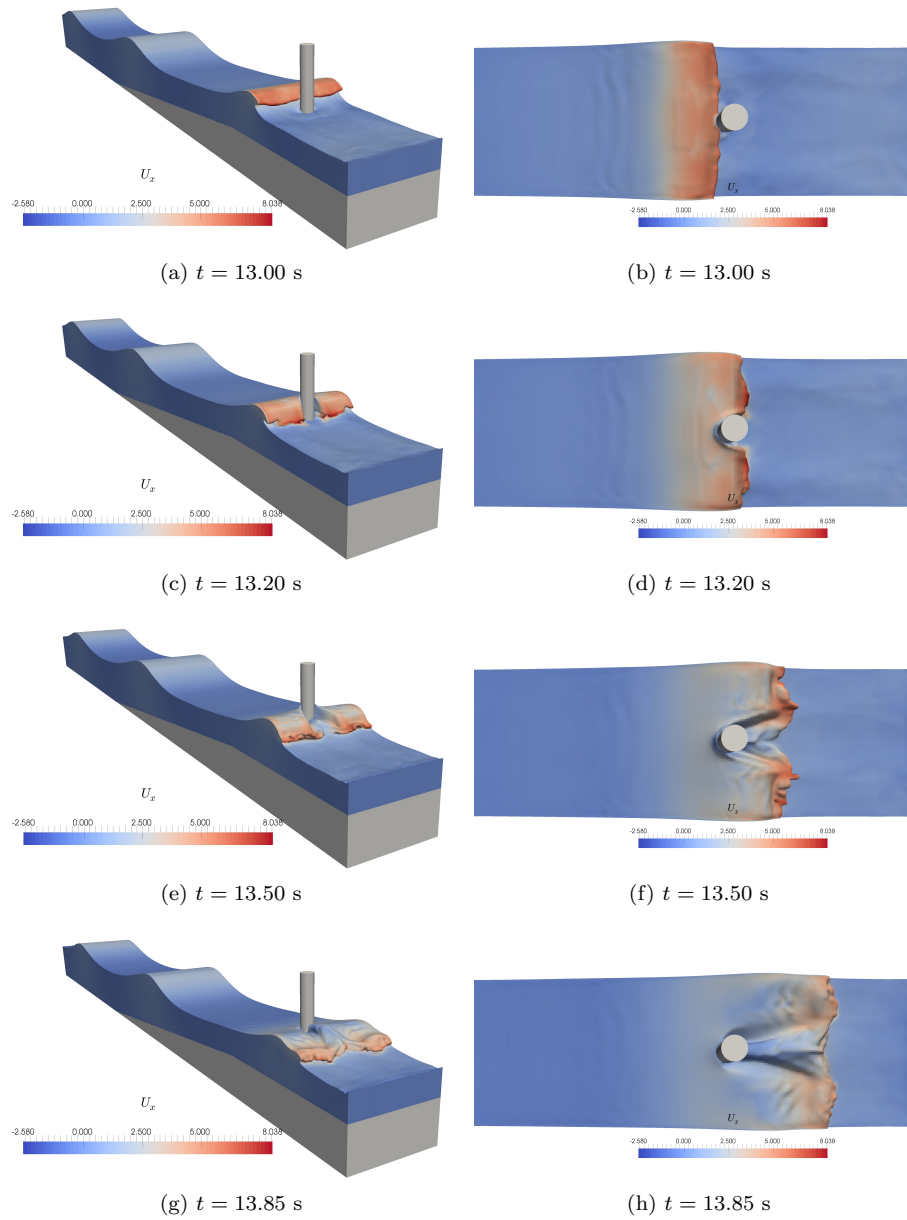 U_x
-2.580 0.000 2.500 5.000 8.038
(a) t = 13.00 s
U_x
-2.580 0.000 2.500 5.000 8.038
(b) t = 13.00 s
U_x
-2.580 0.000 2.500 5.000 8.038
(c) t = 13.20 s
U_x
-2.580 0.000 2.500 5.000 8.038
(d) t = 13.20 s
U_x
-2.580 0.000 2.500 5.000 8.038
(e) t = 13.50 s
U_x
-2.580 0.000 2.500 5.000 8.038
(f) t = 13.50 s
U_x
-2.580 0.000 2.500 5.000 8.038
(g) t = 13.85 s
U_x
-2.580 0.000 2.500 5.000 8.038
(h) t = 13.85 s